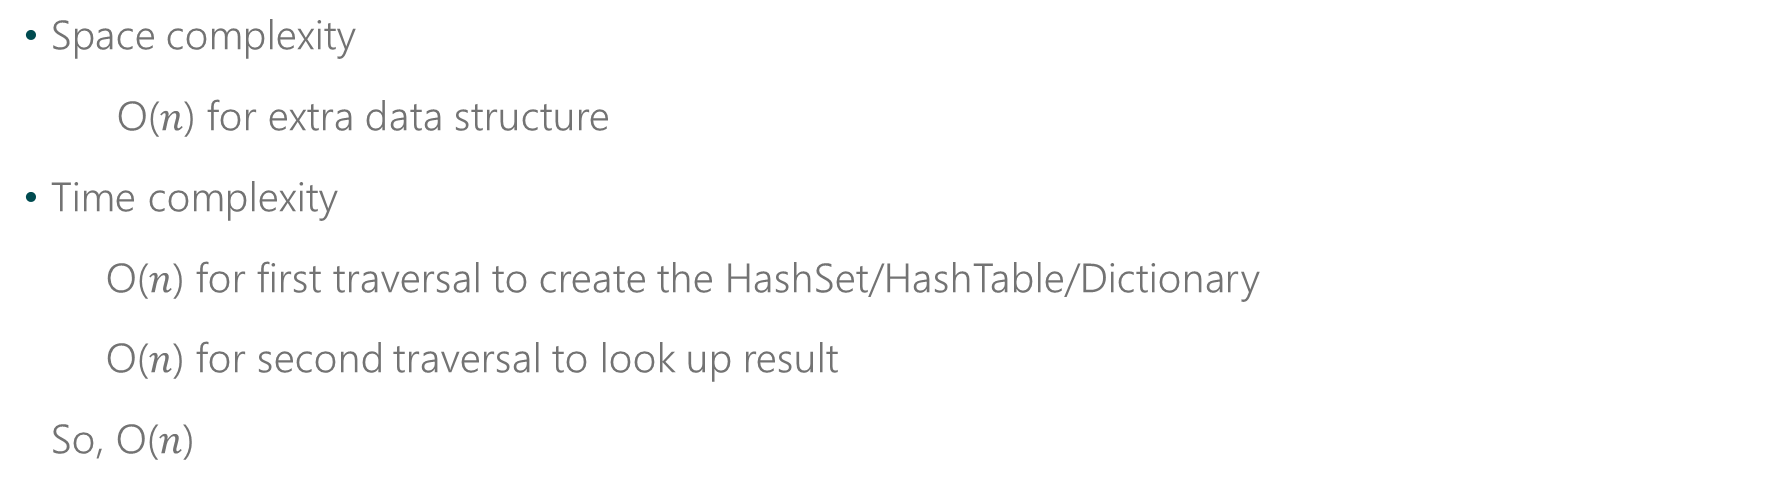 • Space complexity
O(n) for extra data structure
• Time complexity
O(n) for first traversal to create the HashSet/HashTable/Dictionary
O(n) for second traversal to look up result
So, O(n)